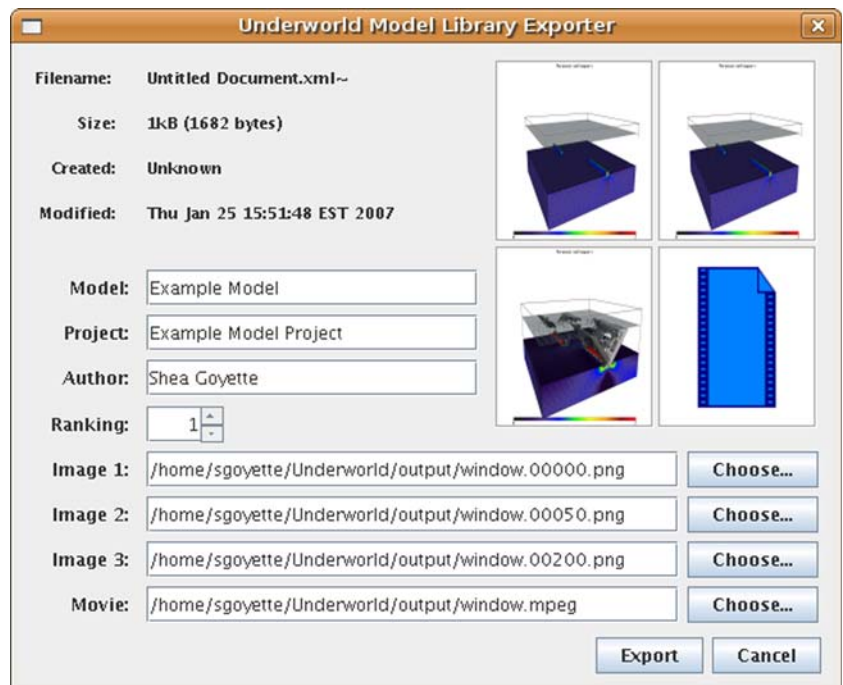 Underworld Model Library Exporter
Filename: Untitled Document.xml~
Size: 1kB (1682 bytes)
Created: Unknown
Modified: Thu Jan 25 15:51:48 EST 2007
Model: Example Model
Project: Example Model Project
Author: Shea Goyette
Ranking: 1
Image 1: /home/sgoyette/Underworld/output/window.00000.png Choose...
Image 2: /home/sgoyette/Underworld/output/window.00050.png Choose...
Image 3: /home/sgoyette/Underworld/output/window.00200.png Choose...
Movie: /home/sgoyette/Underworld/output/window.mpeg Choose...
Export Cancel